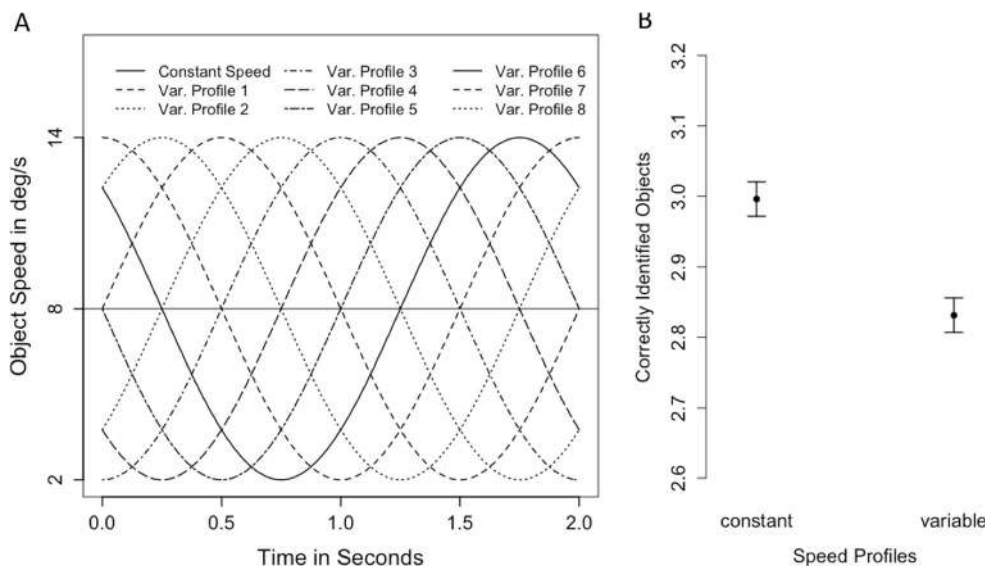 A
Constant Speed
Var. Profile 1
Var. Profile 2
Var. Profile 3
Var. Profile 4
Var. Profile 5
Var. Profile 6
Var. Profile 7
Var. Profile 8
Object Speed in deg/s
14
8
2
0.0 0.5 1.0 1.5 2.0
Time in Seconds
B
Correctly Identified Objects
3.2
3.1
3.0
2.9
2.8
2.7
2.6
constant variable
Speed Profiles